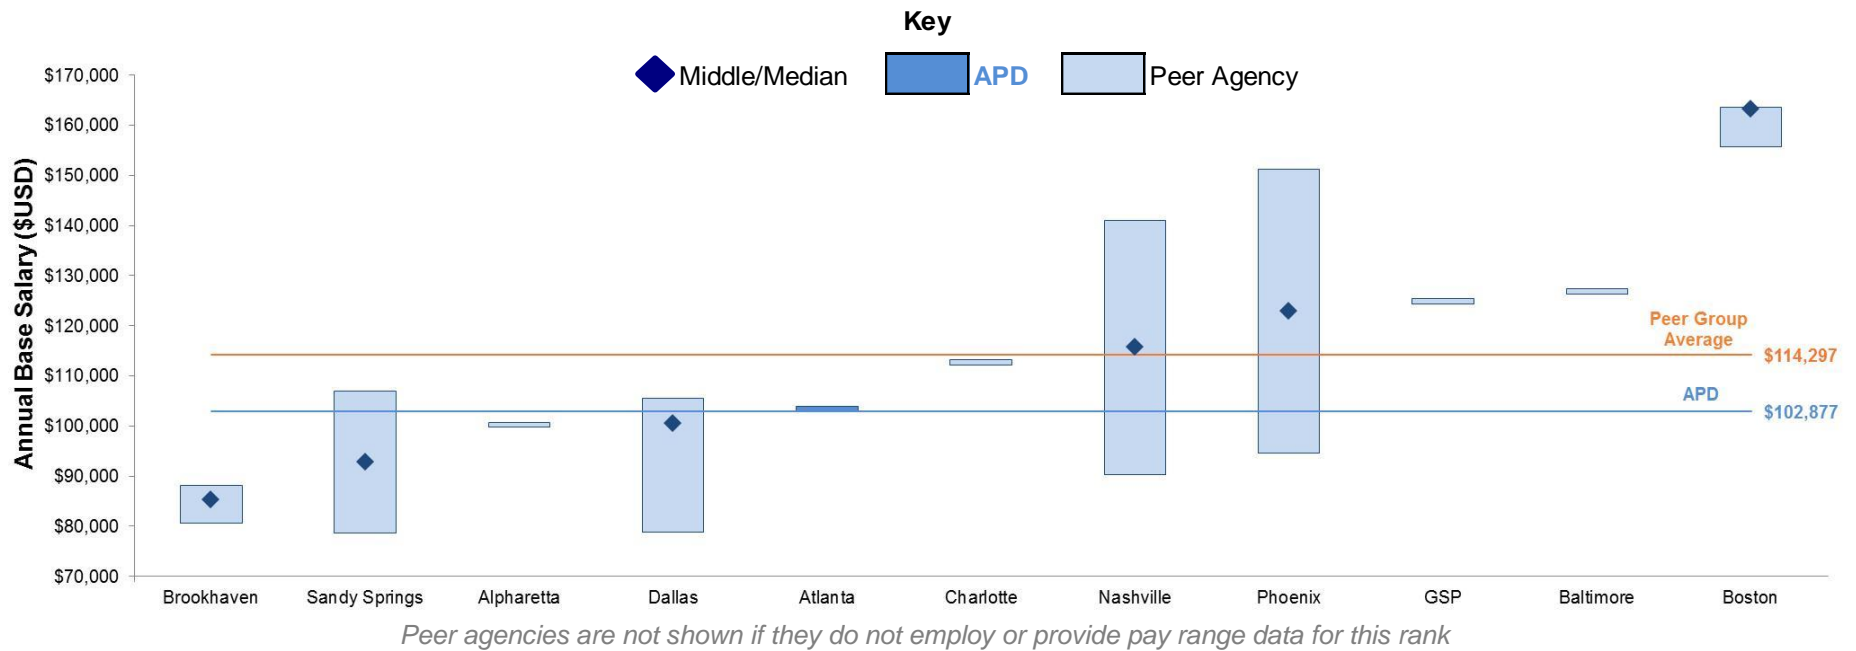 Key
Middle/Median
APD
Peer Agency
Annual Base Salary ($USD)
$170,000
$160,000
$150,000
$140,000
$130,000
$120,000
$110,000
$100,000
$90,000
$80,000
$70,000
Peer Group
Average
$114,297
APD
$102,877
Brookhaven
Sandy Springs
Alpharetta
Dallas
Atlanta
Charlotte
Nashville
Phoenix
GSP
Baltimore
Boston
Peer agencies are not shown if they do not employ or provide pay range data for this rank